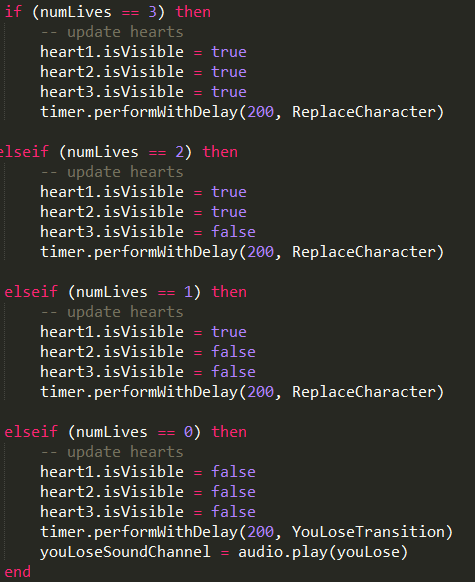 if (numLives == 3) then
-- update hearts
heart1.isVisible = true
heart2.isVisible = true
heart3.isVisible = true
timer.performWithDelay(200, ReplaceCharacter)
elseif (numLives == 2) then
-- update hearts
heart1.isVisible = true
heart2.isVisible = true
heart3.isVisible = false
timer.performWithDelay(200, ReplaceCharacter)
elseif (numLives == 1) then
-- update hearts
heart1.isVisible = true
heart2.isVisible = false
heart3.isVisible = false
timer.performWithDelay(200, ReplaceCharacter)
elseif (numLives == 0) then
-- update hearts
heart1.isVisible = false
heart2.isVisible = false
heart3.isVisible = false
timer.performWithDelay(200, YouLoseTransition)
youLoseSoundChannel = audio.play(youLose)
end